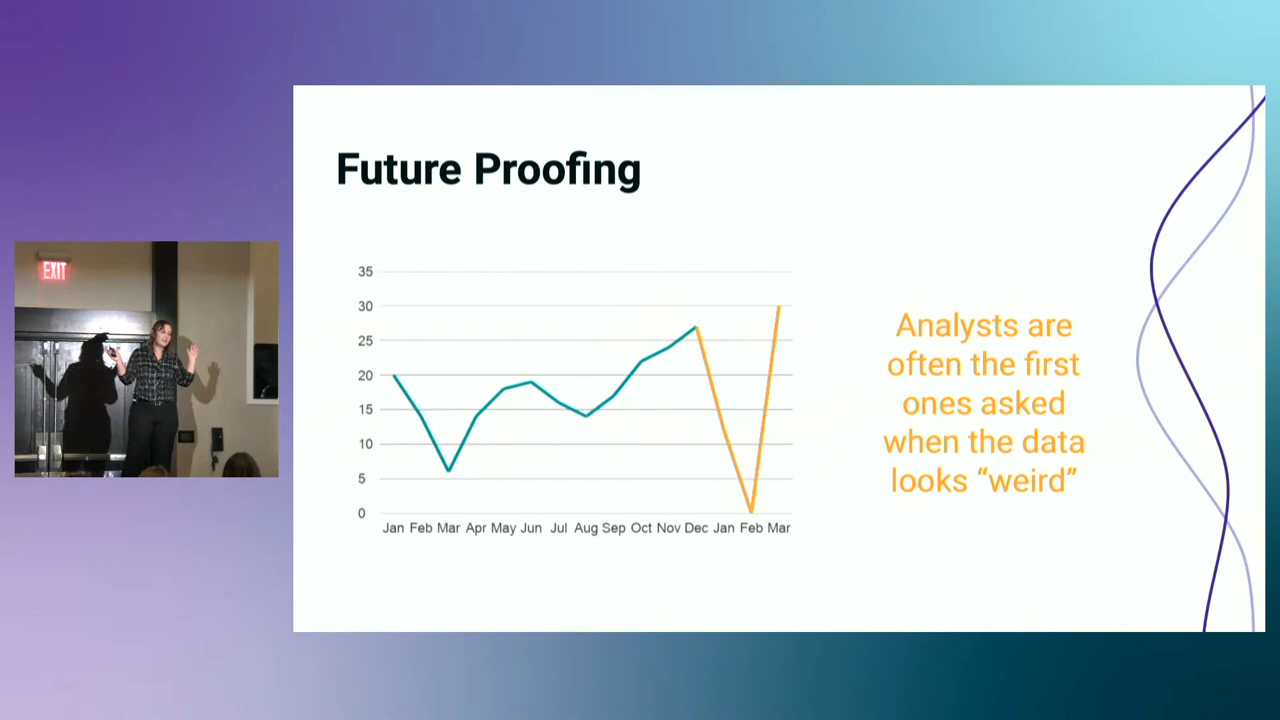 EXIT
Future Proofing
35
30
25
20
15
10
5
0
Jan Feb Mar Apr May Jun Jul Aug Sep Oct Nov Dec Jan Feb Mar
Analysts are
often the first
ones asked
when the data
looks “weird”